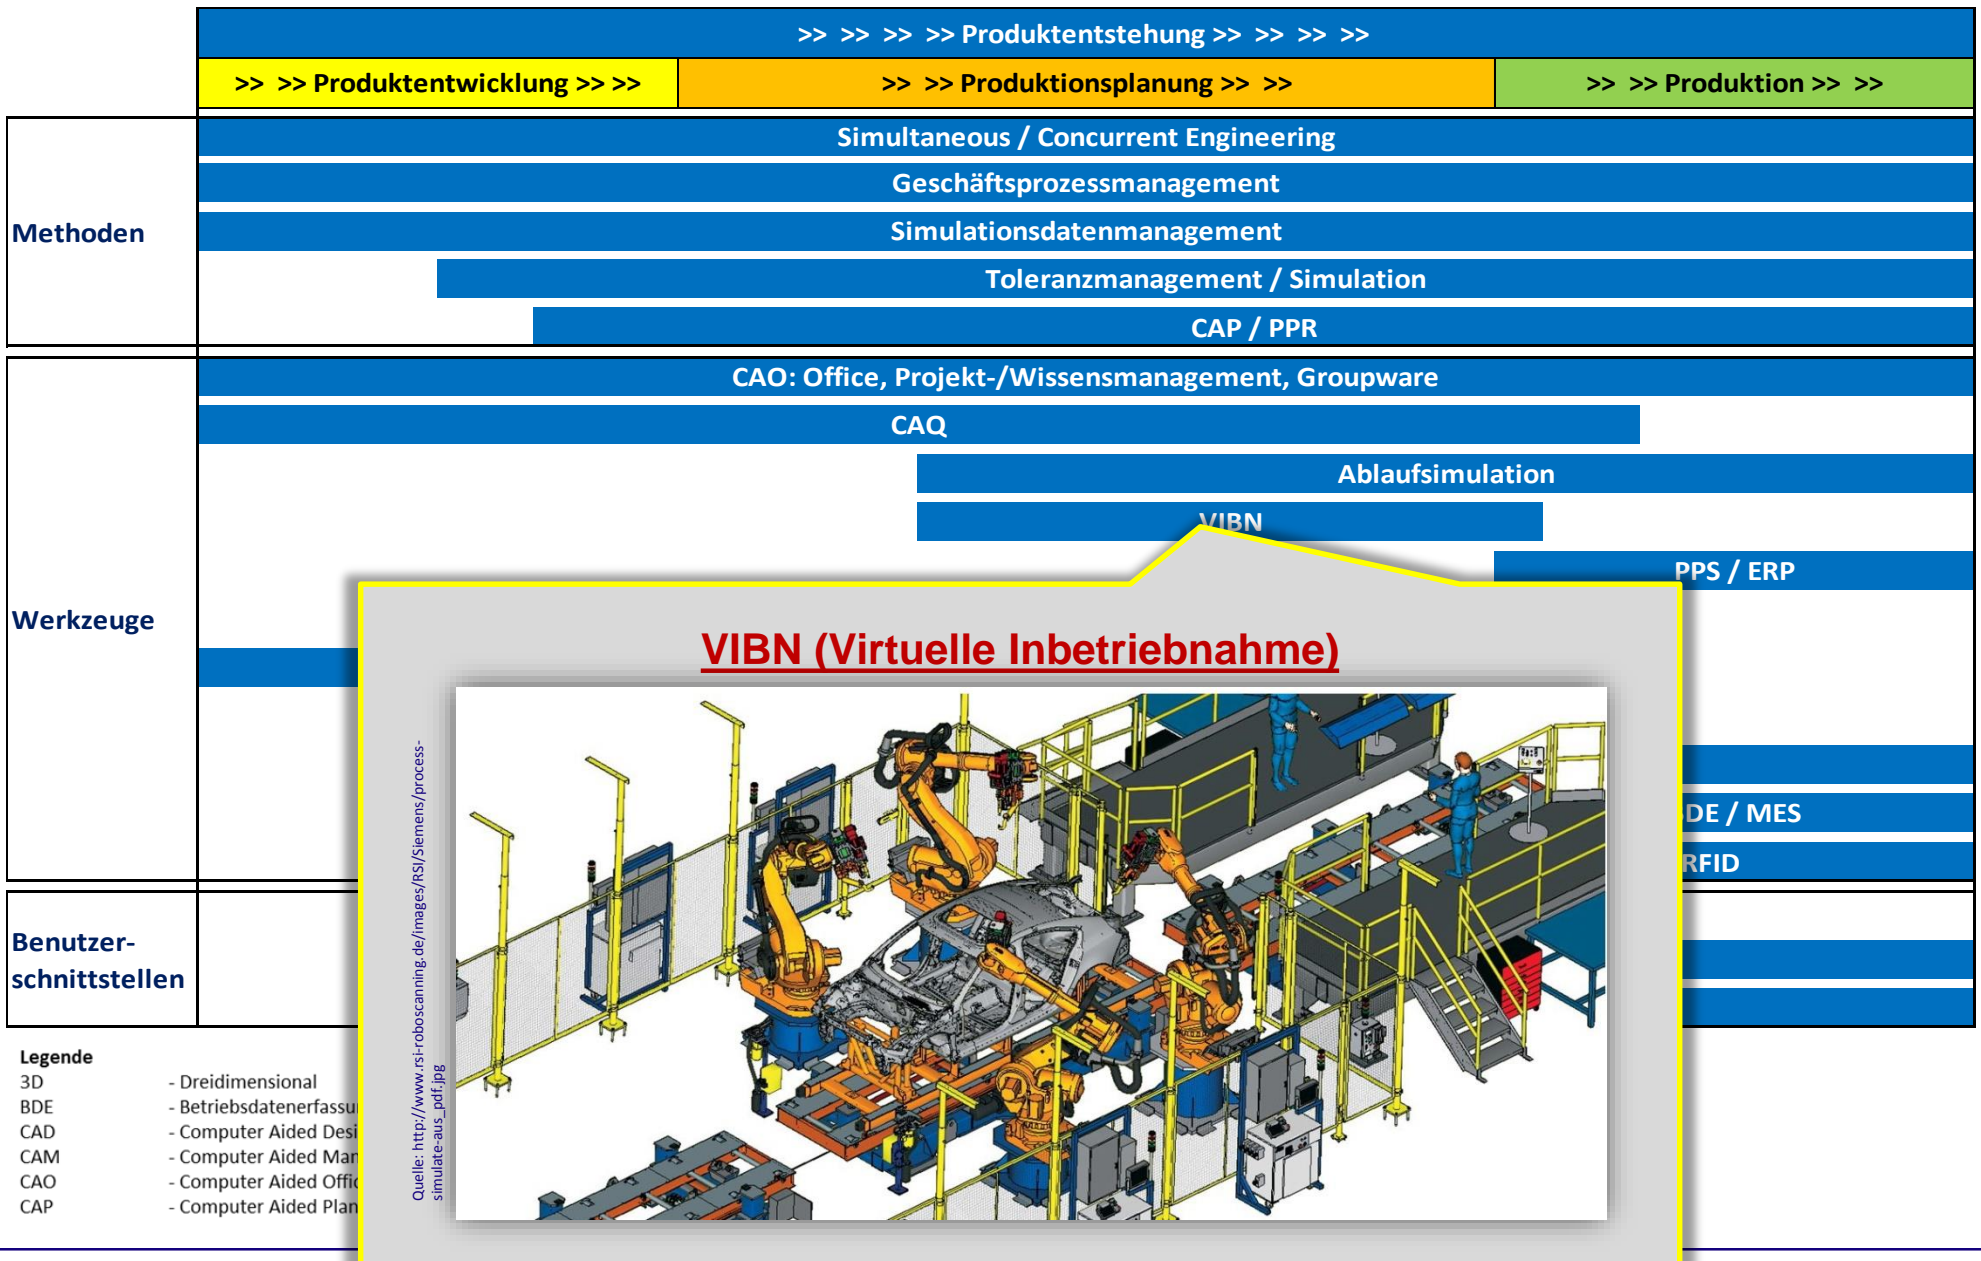 >> >> >> >> Produktentstehung >> >> >> >>
>> >> Produktentwicklung >> >>
>> >> Produktionsplanung >> >>
>> >> Produktion >> >>
Methoden
Simultaneous / Concurrent Engineering
Geschäftsprozessmanagement
Simulationsdatenmanagement
Toleranzmanagement / Simulation
CAP / PPR
Werkzeuge
CAO: Office, Projekt-/Wissensmanagement, Groupware
CAQ
Ablaufsimulation
VIBN
PPS / ERP
DE / MES
RFID
VIBN (Virtuelle Inbetriebnahme)
Quelle: http://www.rsi-roboscanning.de/images/RSI/Siemens/process-
simulate-aus_pdf.jpg
Benutzer-
schnittstellen
Legende
3D - Dreidimensional
BDE - Betriebsdatenerfassu
CAD - Computer Aided Desi
CAM - Computer Aided Man
CAO - Computer Aided Offic
CAP - Computer Aided Plan